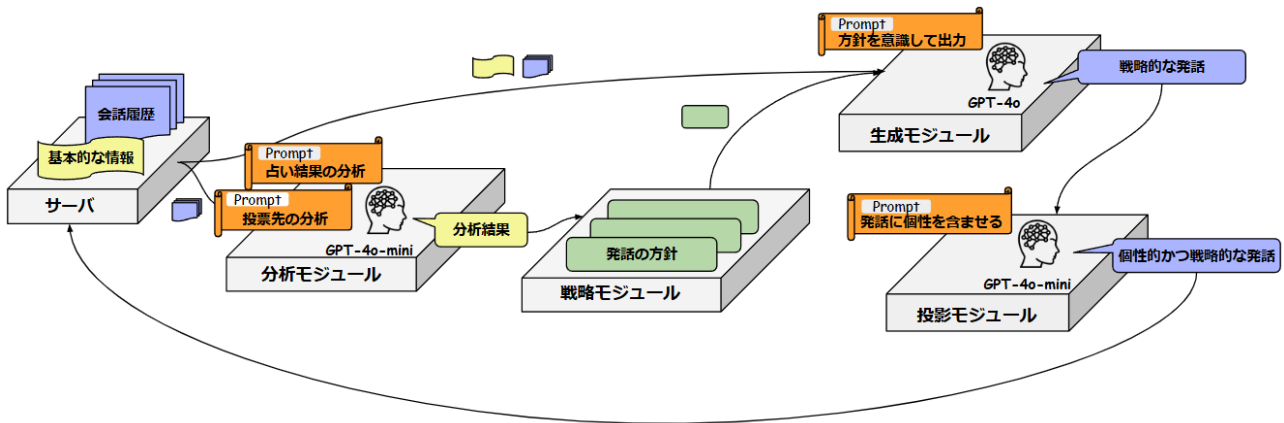 会話履歴
基本的な情報
サーバ
Prompt
占い結果の分析
Prompt
投票先の分析
GPT-4o-mini
分析モジュール
分析結果
発話の方針
戦略モジュール
Prompt
方針を意識して出力
GPT-4o
生成モジュール
戦略的な発話
Prompt
発話に個性を含ませる
GPT-4o-mini
投影モジュール
個性的かつ戦略的な発話